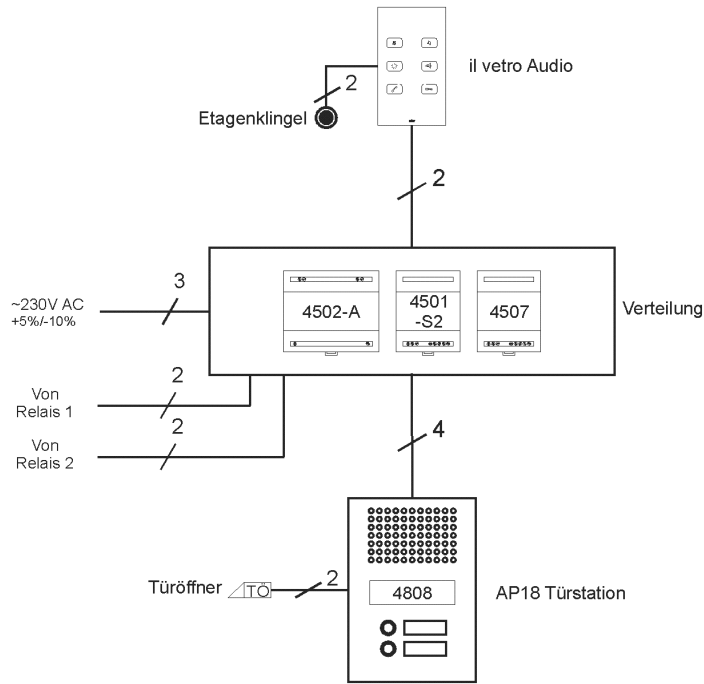 il vetro Audio
2
Etagenklingel
2
3
~230V AC
+5%/-10%
4502-A
4501
-S2
4507
Verteilung
2
Von
Relais 1
2
Von
Relais 2
4
Türöffner
TÖ
2
4808
AP18 Türstation